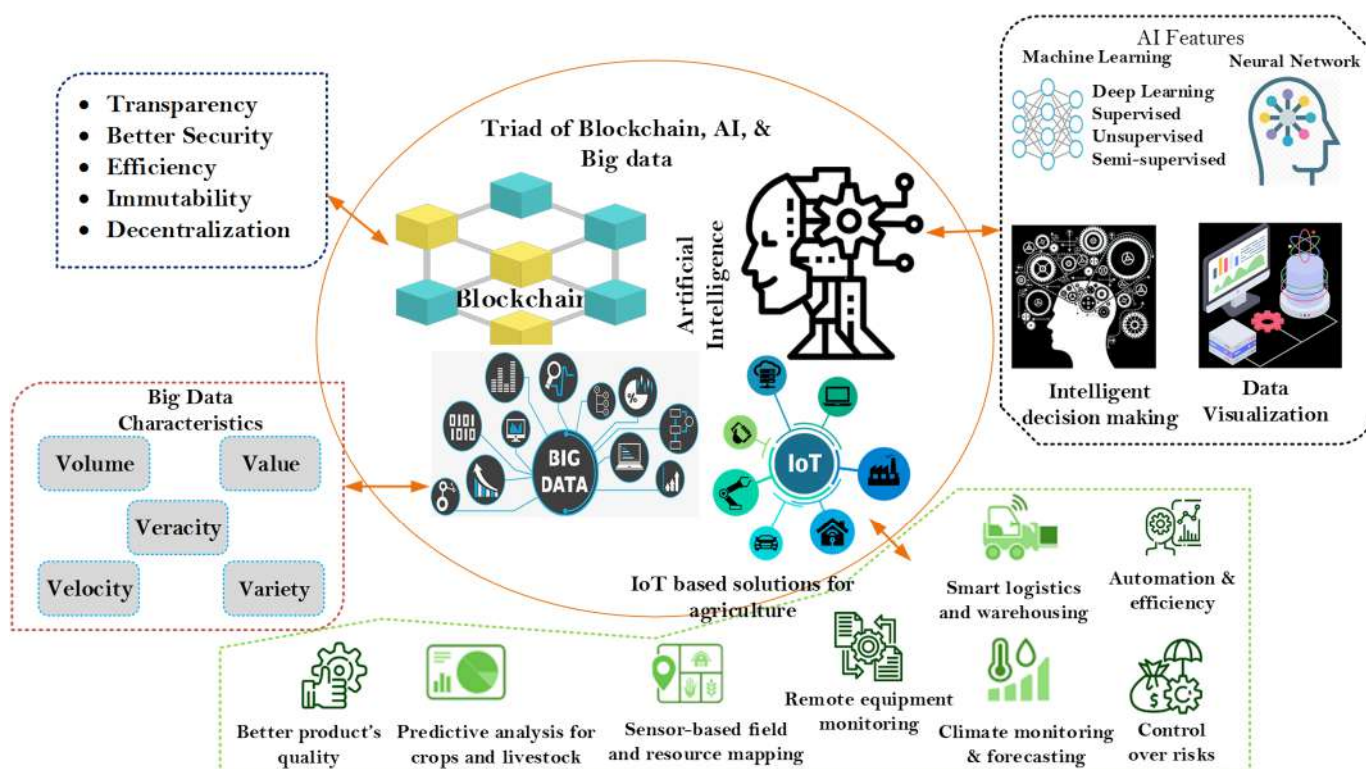 Transparency
Better Security
Efficiency
Immutability
Decentralization
Triad of Blockchain, AI, &
Big data
Blockchain
Artificial
Intelligence
AI Features
Machine Learning
Neural Network
Deep Learning
Supervised
Unsupervised
Semi-supervised
Intelligent
decision making
Data
Visualization
Big Data
Characteristics
Volume
Value
Veracity
Velocity
Variety
0101
1010
%
BIG
DATA
IoT
IoT based solutions for
agriculture
Smart logistics
and warehousing
Automation &
efficiency
Better product's
quality
Predictive analysis for
crops and livestock
Sensor-based field
and resource mapping
Remote equipment
monitoring
Climate monitoring
& forecasting
$
Control
over risks